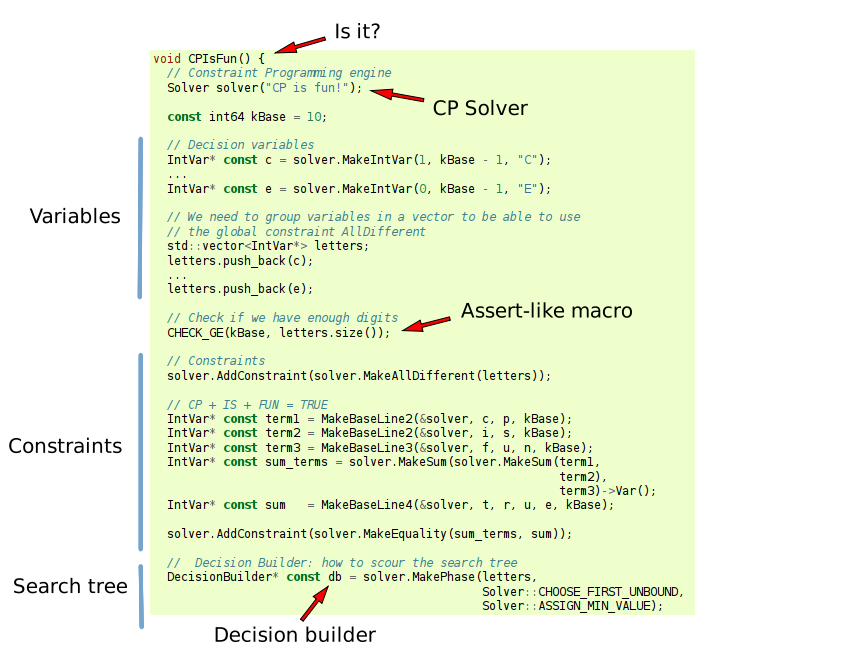 Is it?
void CPIsFun() {
// Constraint Programming engine
Solver solver("CP is fun!");
CP Solver
const int64 kBase = 10;
// Decision variables
IntVar* const c = solver.MakeIntVar(1, kBase - 1, "C");
...
IntVar* const e = solver.MakeIntVar(0, kBase - 1, "E");
Variables
// We need to group variables in a vector to be able to use
// the global constraint AllDifferent
std::vector<IntVar*> letters;
letters.push_back(c);
...
letters.push_back(e);
Assert-like macro
// Check if we have enough digits
CHECK_GE(kBase, letters.size());
// Constraints
solver.AddConstraint(solver.MakeAllDifferent(letters));
// CP + IS + FUN = TRUE
IntVar* const term1 = MakeBaseLine2(&solver, c, p, kBase);
IntVar* const term2 = MakeBaseLine2(&solver, i, s, kBase);
Constraints
IntVar* const term3 = MakeBaseLine3(&solver, f, u, n, kBase);
IntVar* const sum_terms = solver.MakeSum(solver.MakeSum(term1,
term2),
term3)->Var();
IntVar* const sum   = MakeBaseLine4(&solver, t, r, u, e, kBase);
solver.AddConstraint(solver.MakeEquality(sum_terms, sum));
//  Decision Builder: how to scour the search tree
DecisionBuilder* const db = solver.MakePhase(letters,
Search tree
Solver::CHOOSE_FIRST_UNBOUND,
Solver::ASSIGN_MIN_VALUE);
Decision builder